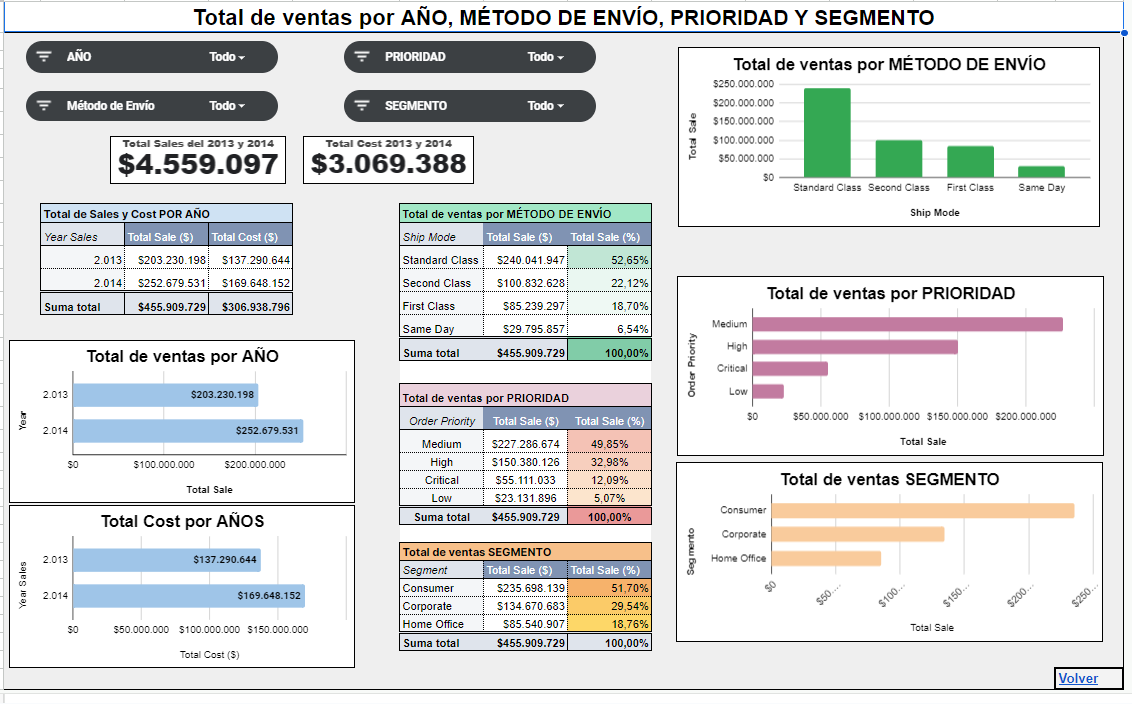 Total de ventas por AÑO, MÉTODO DE ENVÍO, PRIORIDAD Y SEGMENTO
AÑO Todo
PRIORIDAD Todo
Método de Envío Todo
SEGMENTO Todo
Total Sales del 2013 y 2014
$4.559.097
Total Cost 2013 y 2014
$3.069.388
Total de Sales y Cost POR AÑO
Year Sales Total Sale ($) Total Cost ($)
2.013 $203.230.198 $137.290.644
2.014 $252.679.531 $169.648.152
Suma total $455.909.729 $306.938.796
Total de ventas por AÑO
Year
2.013 $203.230.198
2.014 $252.679.531
$0 $100.000.000 $200.000.000
Total Sale
Total Cost por AÑOS
Year Sales
2.013 $137.290.644
2.014 $169.648.152
$0 $50.000.000 $100.000.000 $150.000.000
Total Cost ($)
Total de ventas por MÉTODO DE ENVÍO
Ship Mode Total Sale ($) Total Sale (%)
Standard Class $240.041.947 52,65%
Second Class $100.832.628 22,12%
First Class $85.239.297 18,70%
Same Day $29.795.857 6,54%
Suma total $455.909.729 100,00%
Total de ventas por PRIORIDAD
Order Priority Total Sale ($) Total Sale (%)
Medium $227.286.674 49,85%
High $150.380.126 32,98%
Critical $55.111.033 12,09%
Low $23.131.896 5,07%
Suma total $455.909.729 100,00%
Total de ventas SEGMENTO
Segment Total Sale ($) Total Sale (%)
Consumer $235.698.139 51,70%
Corporate $134.670.683 29,54%
Home Office $85.540.907 18,76%
Suma total $455.909.729 100,00%
Total de ventas por MÉTODO DE ENVÍO
Total Sale
$250.000.000
$200.000.000
$150.000.000
$100.000.000
$50.000.000
$0
Standard Class Second Class First Class Same Day
Ship Mode
Total de ventas por PRIORIDAD
Order Priority
Medium
High
Critical
Low
$0 $50.000.000 $100.000.000 $150.000.000 $200.000.000
Total Sale
Total de ventas SEGMENTO
Segmento
Consumer
Corporate
Home Office
$0 $50.… $100… $150… $200… $250…
Total Sale
Volver